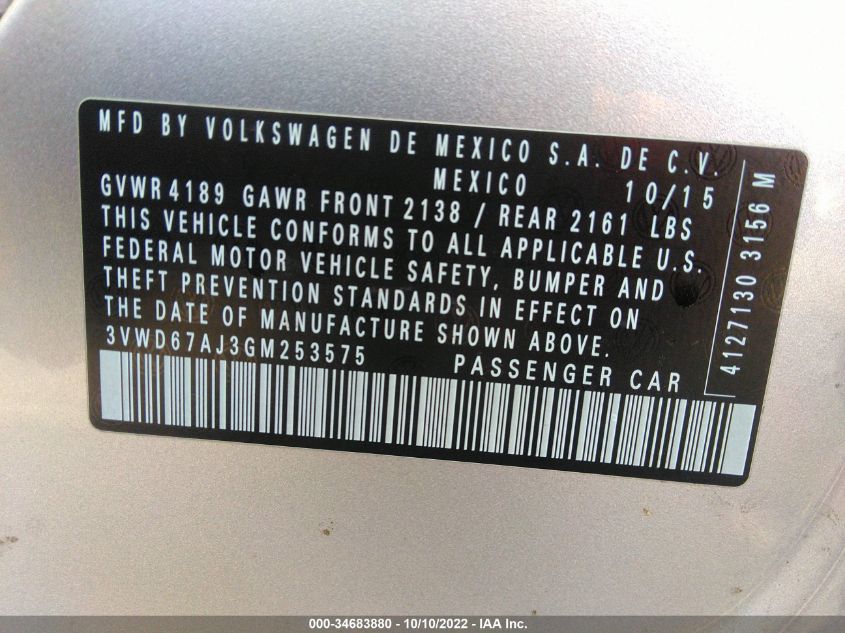 MFD BY VOLKSWAGEN DE MEXICO S.A. DE C.V.
MEXICO 10/15
GVWR 4189 GAWR FRONT 2138 / REAR 2161 LBS
THIS VEHICLE CONFORMS TO ALL APPLICABLE U.S.
FEDERAL MOTOR VEHICLE SAFETY, BUMPER AND
THEFT PREVENTION STANDARDS IN EFFECT ON
THE DATE OF MANUFACTURE SHOWN ABOVE.
3VWD67AJ3GM253575 PASSENGER CAR
4127130 3156 M
000-34683880 - 10/10/2022 - IAA Inc.